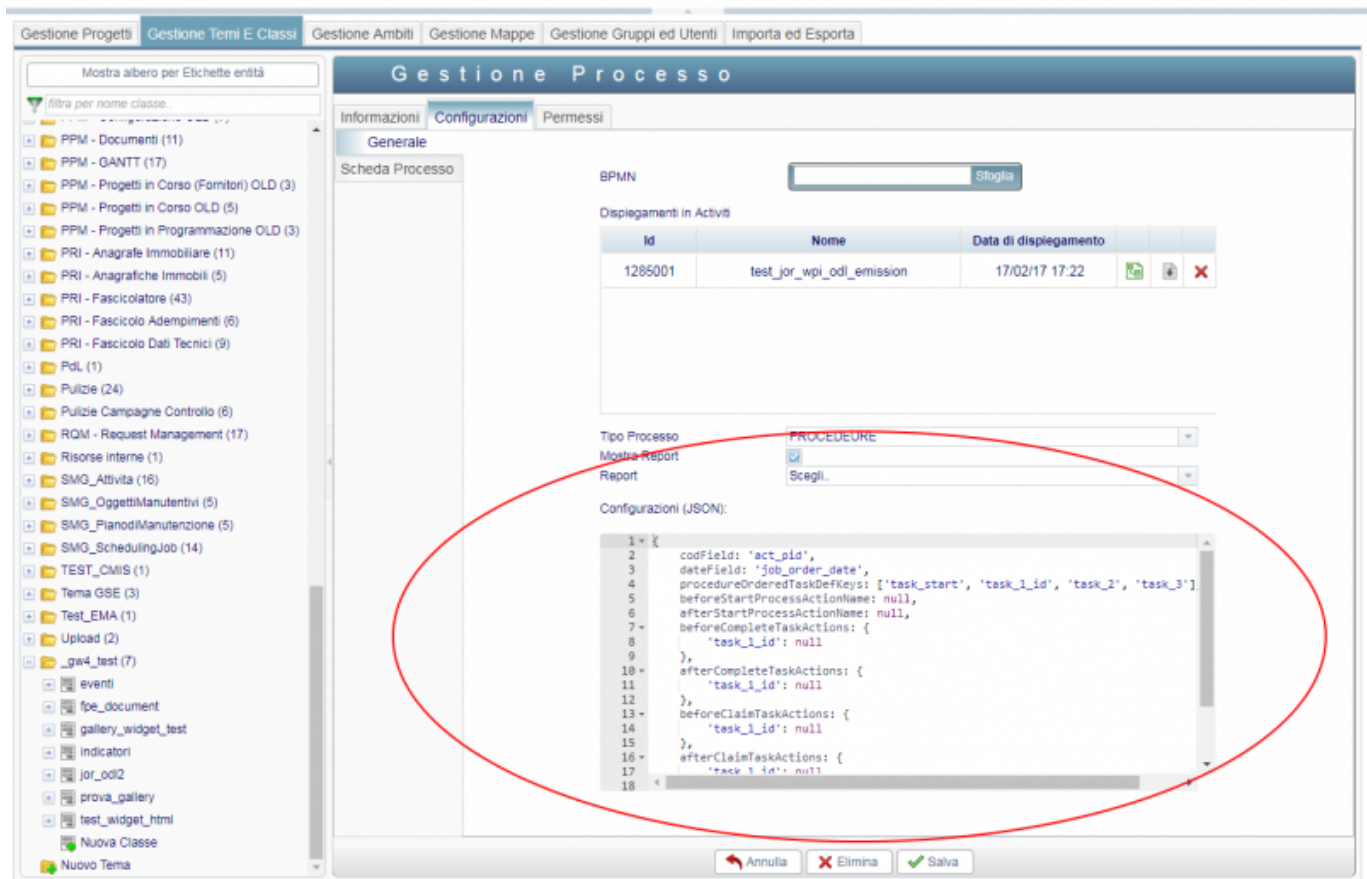 Gestione Progetti Gestione Temi E Classi Gestione Ambiti Gestione Mappe Gestione Gruppi ed Utenti Importa ed Esporta
Mostra albero per Etichette entità
filtra per nome classe..
PPM - Documenti (11)
PPM - GANTT (17)
PPM - Progetti in Corso (Fornitori) OLD (3)
PPM - Progetti in Corso OLD (5)
PPM - Progetti in Programmazione OLD (3)
PRI - Anagrafe Immobiliare (11)
PRI - Anagrafiche Immobili (5)
PRI - Fascicolatore (43)
PRI - Fascicolo Adempimenti (6)
PRI - Fascicolo Dati Tecnici (9)
PdL (1)
Pulizie (24)
Pulizie Campagne Controllo (6)
RQM - Request Management (17)
Risorse interne (1)
SMG_Attivita (16)
SMG_OggettiManutentivi (5)
SMG_PianodiManutenzione (5)
SMG_SchedulingJob (14)
TEST_CMIS (1)
Tema GSE (3)
Test_EMA (1)
Upload (2)
_gw4_test (7)
eventi
fpe_document
gallery_widget_test
indicatori
jor_odl2
prova_gallery
test_widget_html
Nuova Classe
Nuovo Tema
Gestione Processo
Informazioni Configurazioni Permessi
Generale
Scheda Processo
BPMN Sfoglia
Dispiegamenti in Activiti
Id Nome Data di dispiegamento
1285001 test_jor_wpi_odl_emission 17/02/17 17:22
Tipo Processo PROCEDEURE
Mostra Report
Report Scegli..
Configurazioni (JSON):
1 {
2 codField: 'act_pid',
3 dateField: 'job_order_date',
4 procedureOrderedTaskDefKeys: ['task_start', 'task_1_id', 'task_2', 'task_3'],
5 beforeStartProcessActionName: null,
6 afterStartProcessActionName: null,
7 beforeCompleteTaskActions: {
8 'task_1_id': null
9 },
10 afterCompleteTaskActions: {
11 'task_1_id': null
12 },
13 beforeClaimTaskActions: {
14 'task_1_id': null
15 },
16 afterClaimTaskActions: {
17 'task_1_id': null
18
Annulla Elimina Salva